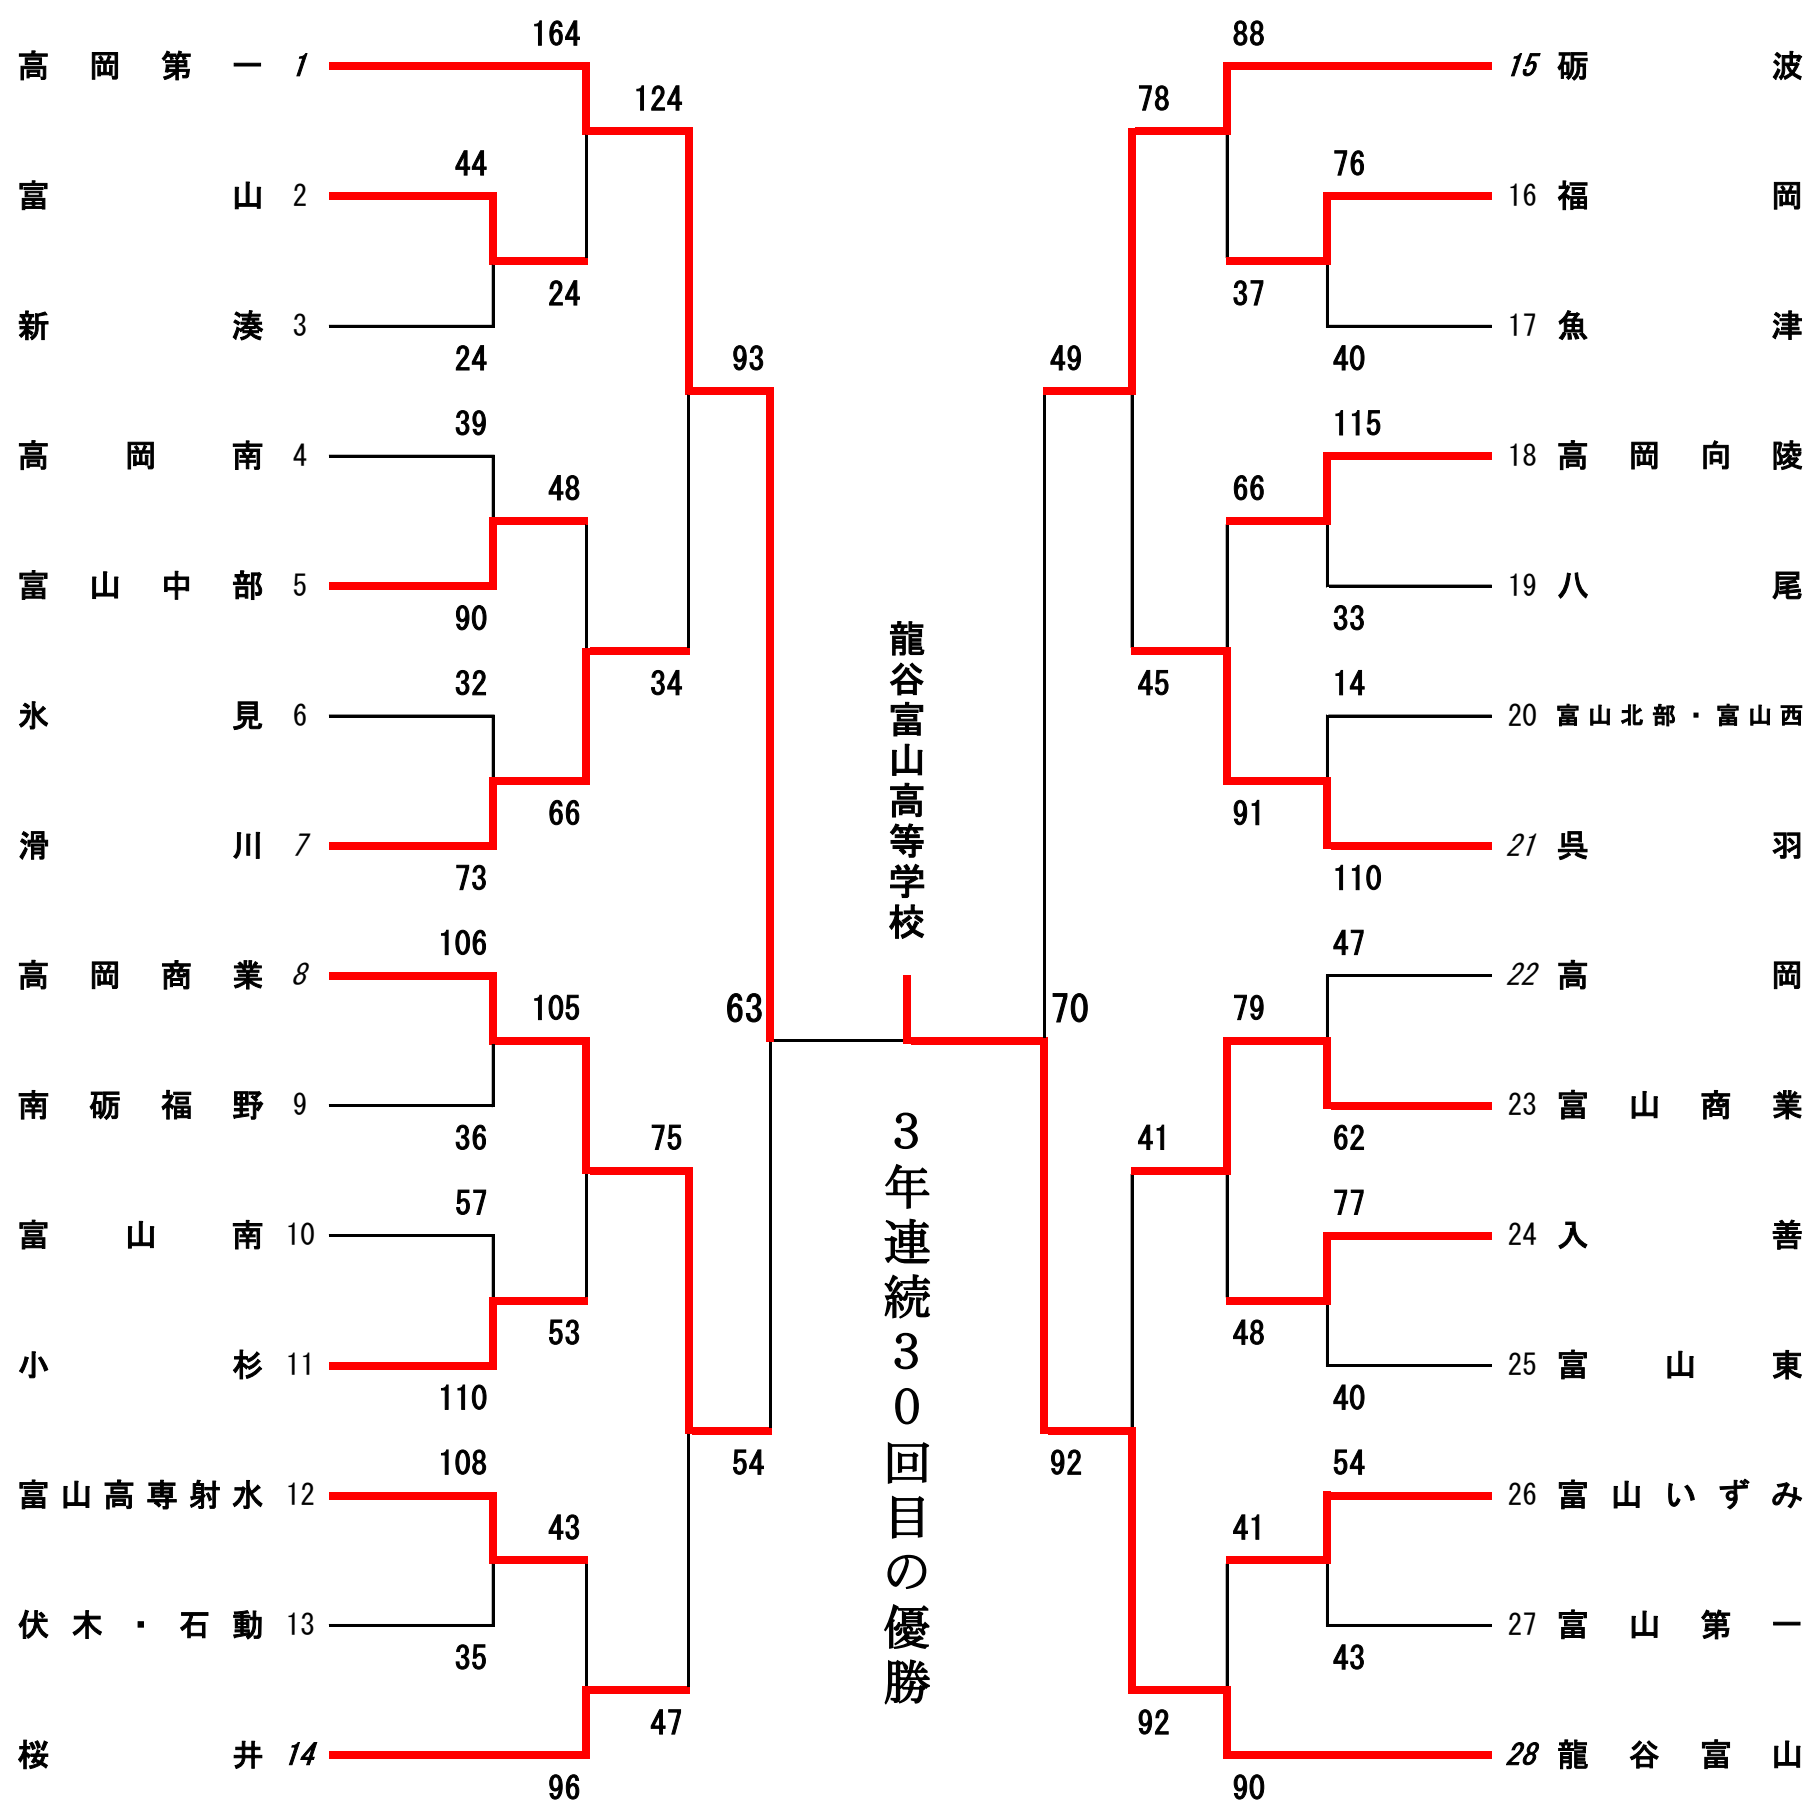 164
高岡第一 1
124
44
富山 2
24
新湊 3
24
39
高岡南 4
48
富山中部 5
90
34
32
氷見 6
66
滑川 7
73
93
106
高岡商業 8
105
南砺福野 9
36
75
57
富山南 10
53
小杉 11
110
54
108
富山高専射水 12
43
伏木・石動 13
35
47
桜井 14
96
63
龍谷富山高等学校
3年連続30回目の優勝
70
88
15 砺波
78
76
16 福岡
37
17 魚津
40
49
115
18 高岡向陵
66
19 八尾
33
45
14
20 富山北部・富山西
91
21 呉羽
110
47
22 高岡
79
23 富山商業
62
41
77
24 入善
48
25 富山東
40
92
54
26 富山いずみ
41
27 富山第一
43
92
28 龍谷富山
90